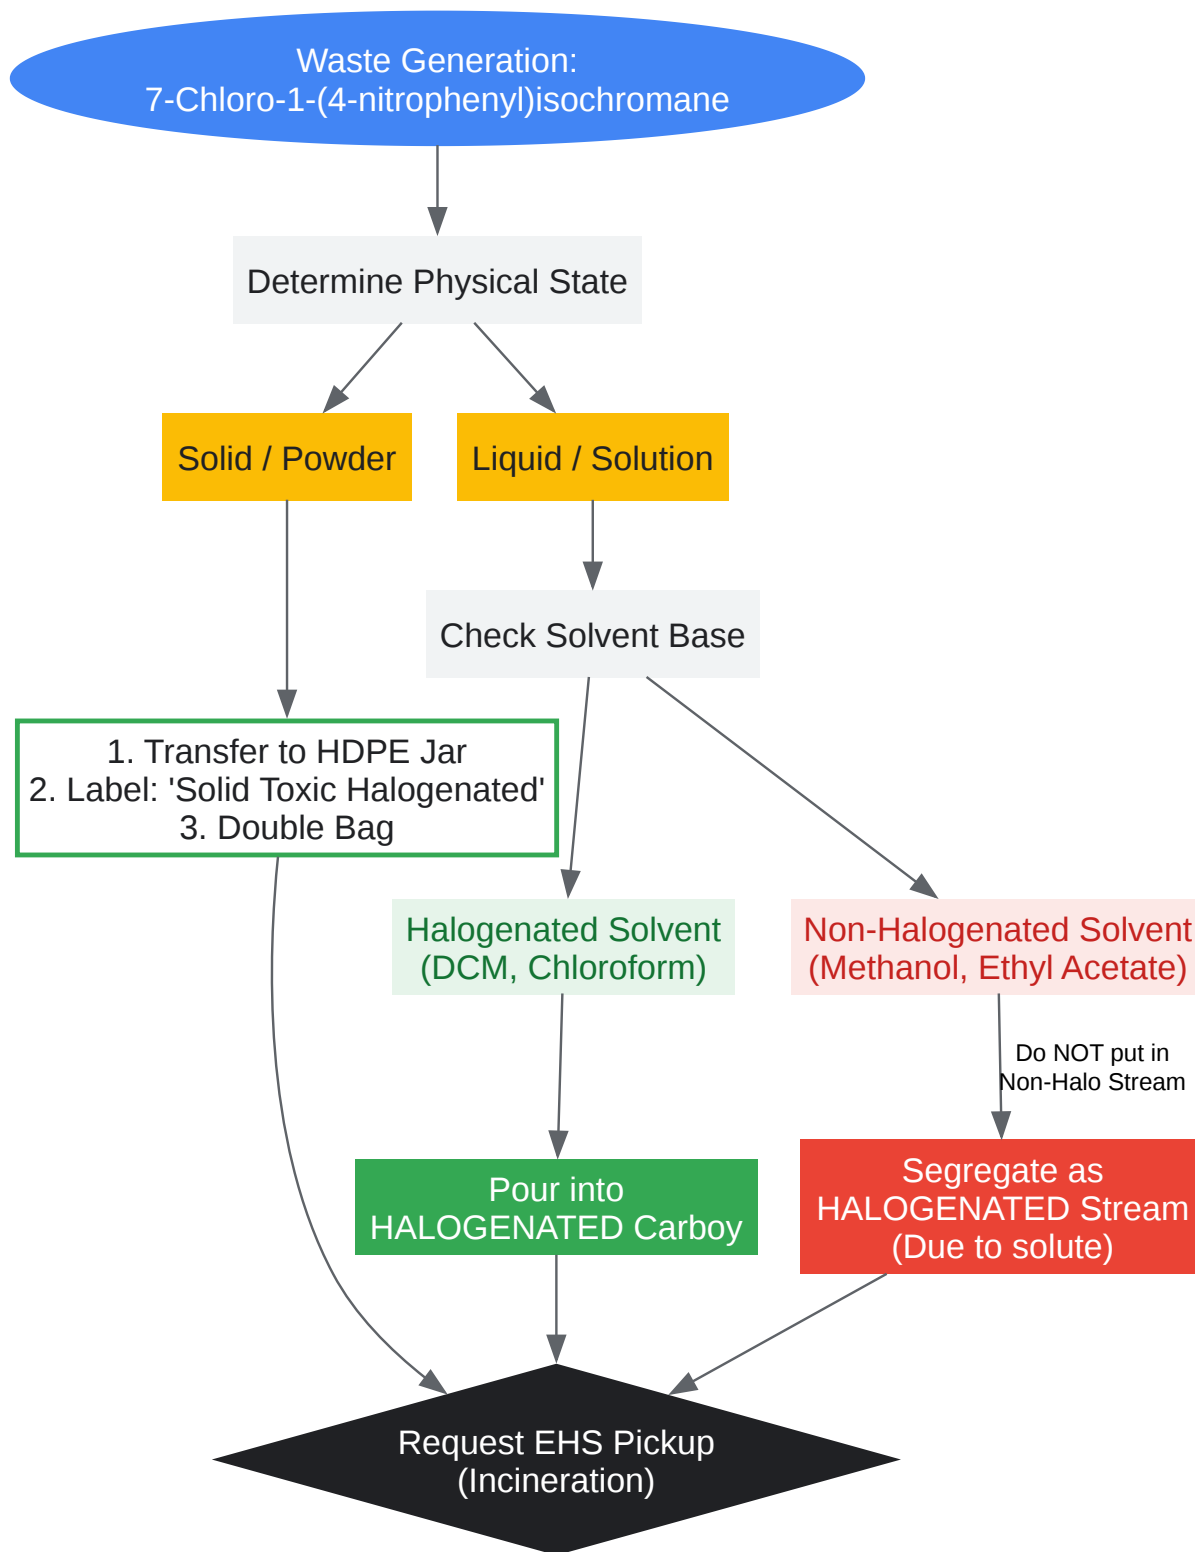 Waste Generation:
7-Chloro-1-(4-nitrophenyl)isochromane
Determine Physical State
Solid / Powder
Liquid / Solution
Check Solvent Base
1. Transfer to HDPE Jar
2. Label: 'Solid Toxic Halogenated'
3. Double Bag
Halogenated Solvent
(DCM, Chloroform)
Non-Halogenated Solvent
(Methanol, Ethyl Acetate)
Do NOT put in
Non-Halo Stream
Pour into
HALOGENATED Carboy
Segregate as
HALOGENATED Stream
(Due to solute)
Request EHS Pickup
(Incineration)